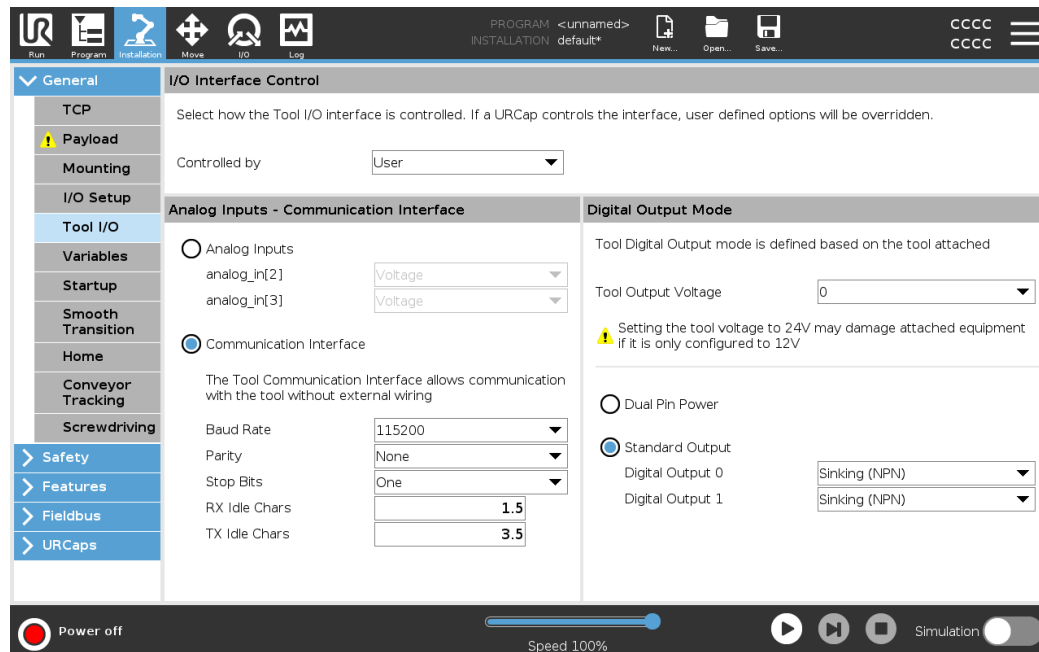 PROGRAM <unnamed>
INSTALLATION default*
CCCC
CCCC
UR
Run
Program
Installation
Move
I/O
Log
New...
Open...
Save...
General
TCP
Payload
Mounting
I/O Setup
Tool I/O
Variables
Startup
Smooth
Transition
Home
Conveyor
Tracking
Screwdriving
Safety
Features
Fieldbus
URCaps
I/O Interface Control
Select how the Tool I/O interface is controlled. If a URCap controls the interface, user defined options will be overridden.
Controlled by User
Analog Inputs - Communication Interface
Analog Inputs
analog_in[2] Voltage
analog_in[3] Voltage
Communication Interface
The Tool Communication Interface allows communication
with the tool without external wiring
Baud Rate 115200
Parity None
Stop Bits One
RX Idle Chars 1.5
TX Idle Chars 3.5
Digital Output Mode
Tool Digital Output mode is defined based on the tool attached
Tool Output Voltage 0
Setting the tool voltage to 24V may damage attached equipment
if it is only configured to 12V
Dual Pin Power
Standard Output
Digital Output 0 Sinking (NPN)
Digital Output 1 Sinking (NPN)
Power off
Speed 100%
Simulation